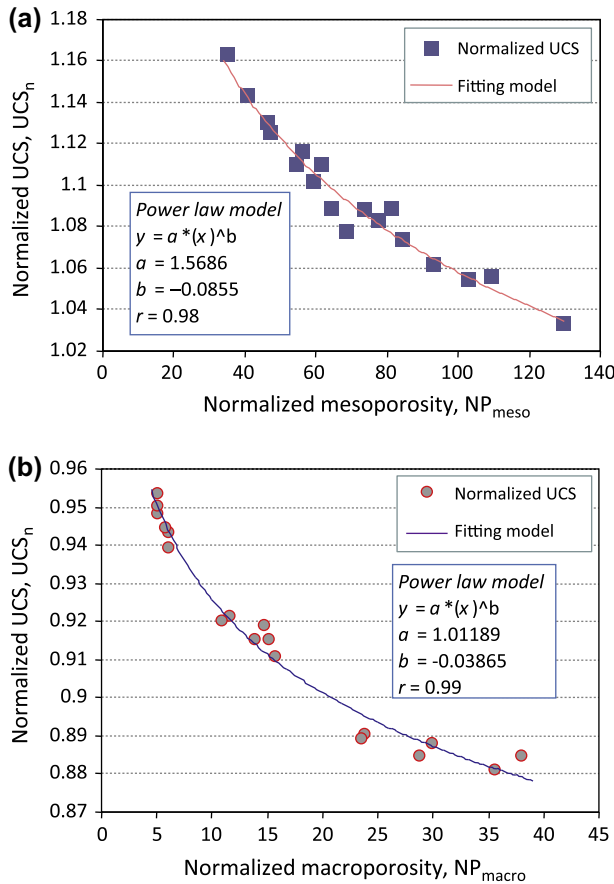 (a)
1.18
1.16
1.14
1.12
1.1
1.08
1.06
1.04
1.02
Normalized UCS, UCSn
Normalized UCS
Fitting model
Power law model
y = a*(x)^b
a = 1.5686
b = −0.0855
r = 0.98
0 20 40 60 80 100 120 140
Normalized mesoporosity, NPmeso
(b)
0.96
0.95
0.94
0.93
0.92
0.91
0.9
0.89
0.88
0.87
Normalized UCS, UCSn
Normalized UCS
Fitting model
Power law model
y = a*(x)^b
a = 1.01189
b = -0.03865
r = 0.99
0 5 10 15 20 25 30 35 40 45
Normalized macroporosity, NPmacro